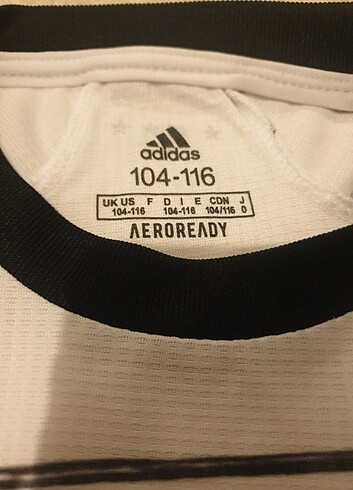 adidas
104-116
UK US F D I E CDN J
104-116 104-116 104/116 0
AEROREADY